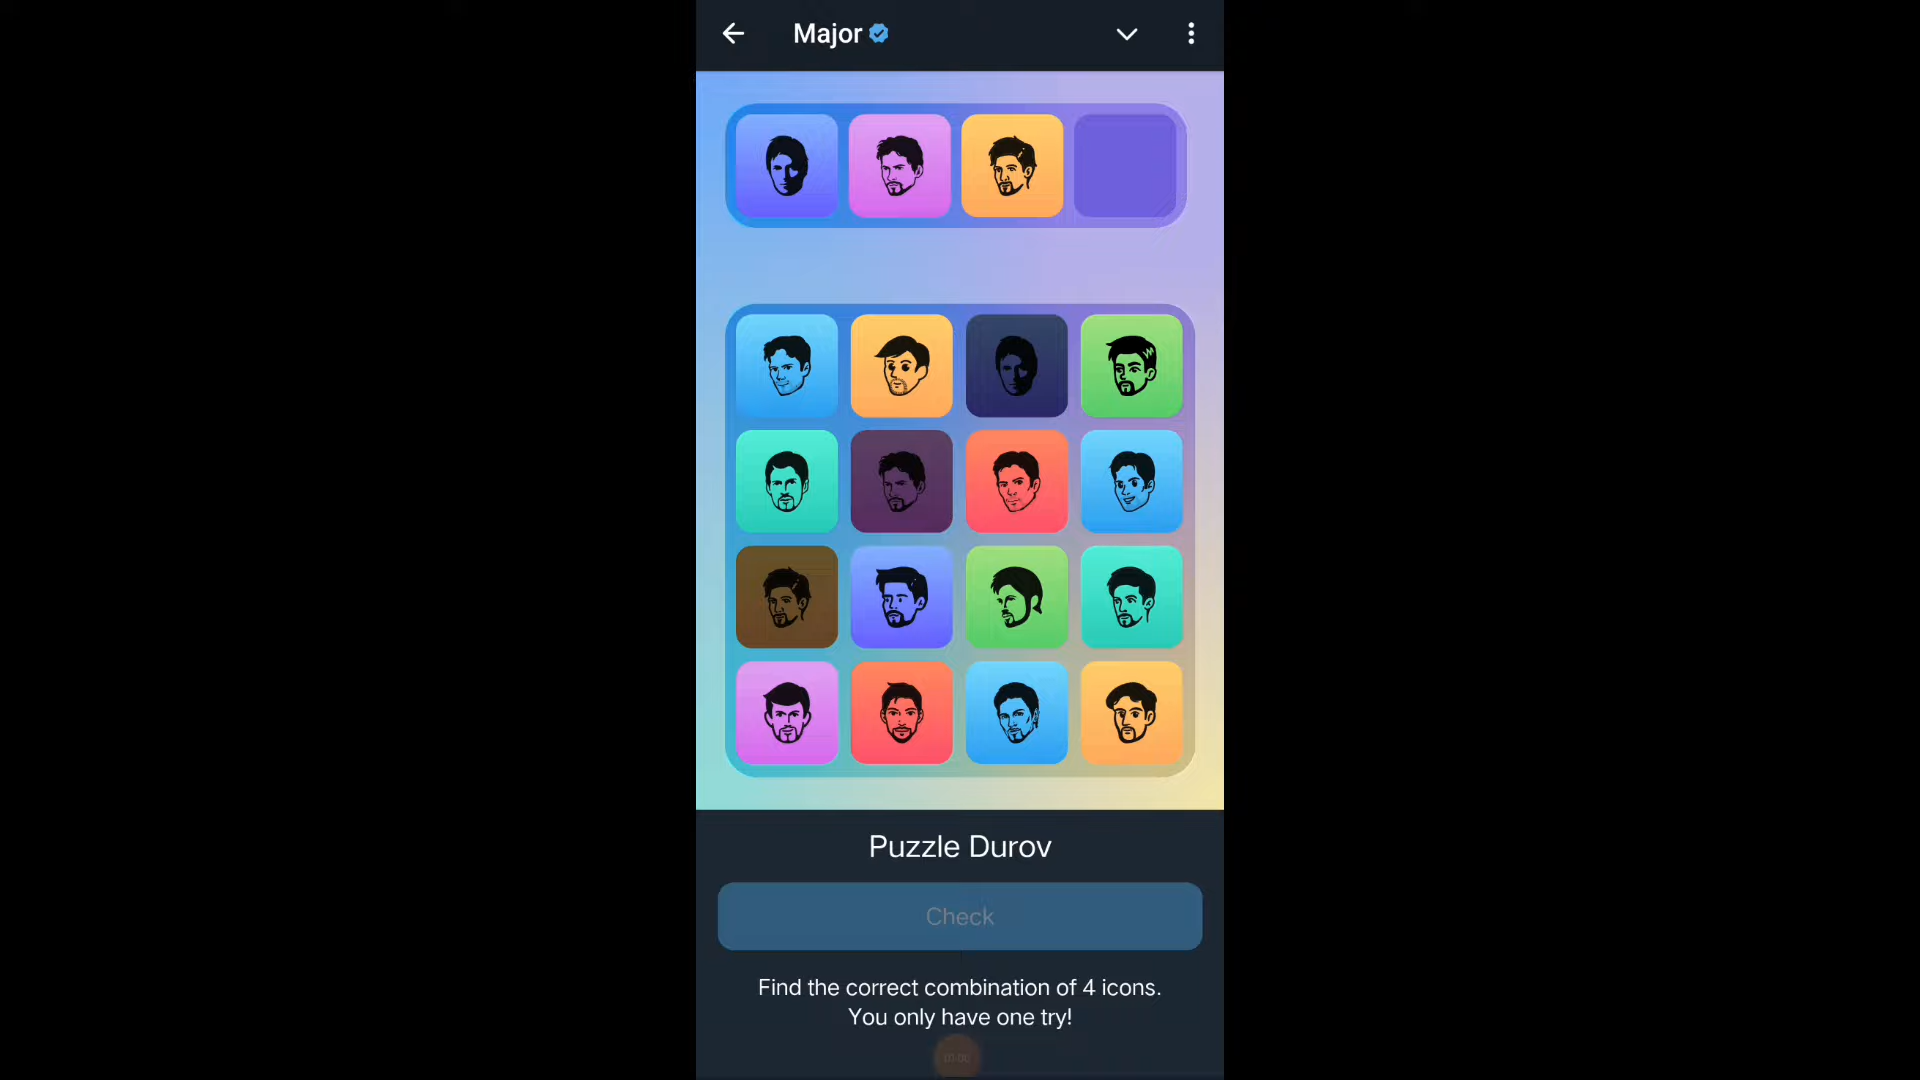 Major
Puzzle Durov
Check
Find the correct combination of 4 icons.
You only have one try!